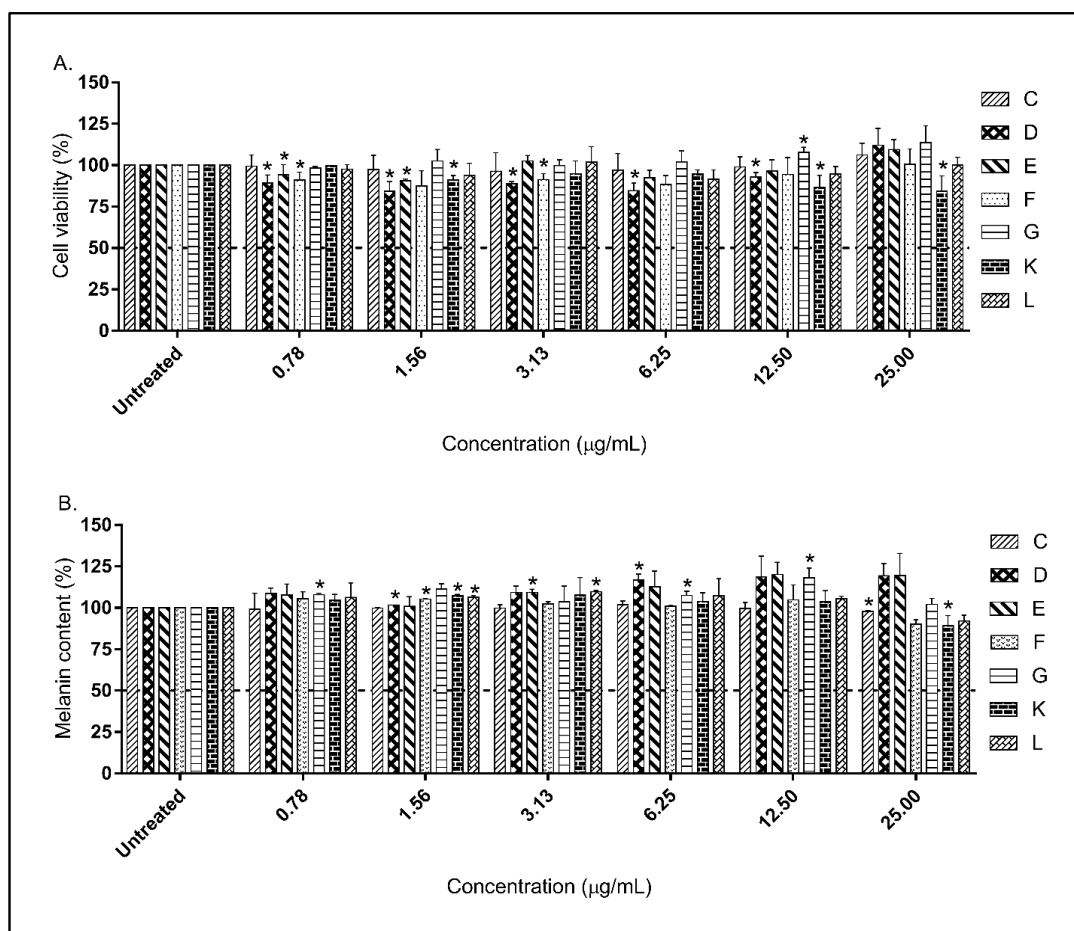 A.
150
125
100
75
50
25
0
Cell viability (%)
* * *
* * *
* *
*
* * *
*
Untreated
0.78
1.56
3.13
6.25
12.50
25.00
Concentration (μg/mL)
C
D
E
F
G
K
L
B.
150
125
100
75
50
25
0
Melanin content (%)
*
* * * *
* *
* *
*
* *
Untreated
0.78
1.56
3.13
6.25
12.50
25.00
Concentration (μg/mL)
C
D
E
F
G
K
L